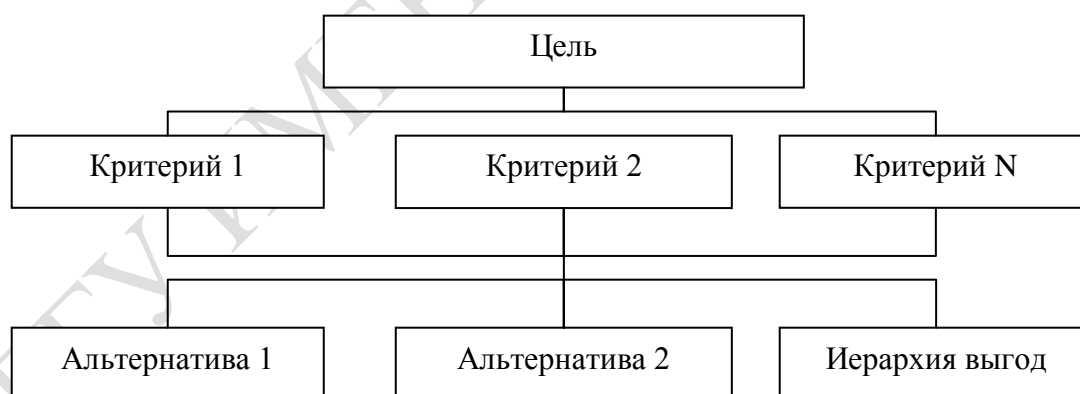 Цель
Критерий 1
Критерий 2
Критерий N
Альтернатива 1
Альтернатива 2
Иерархия выгод